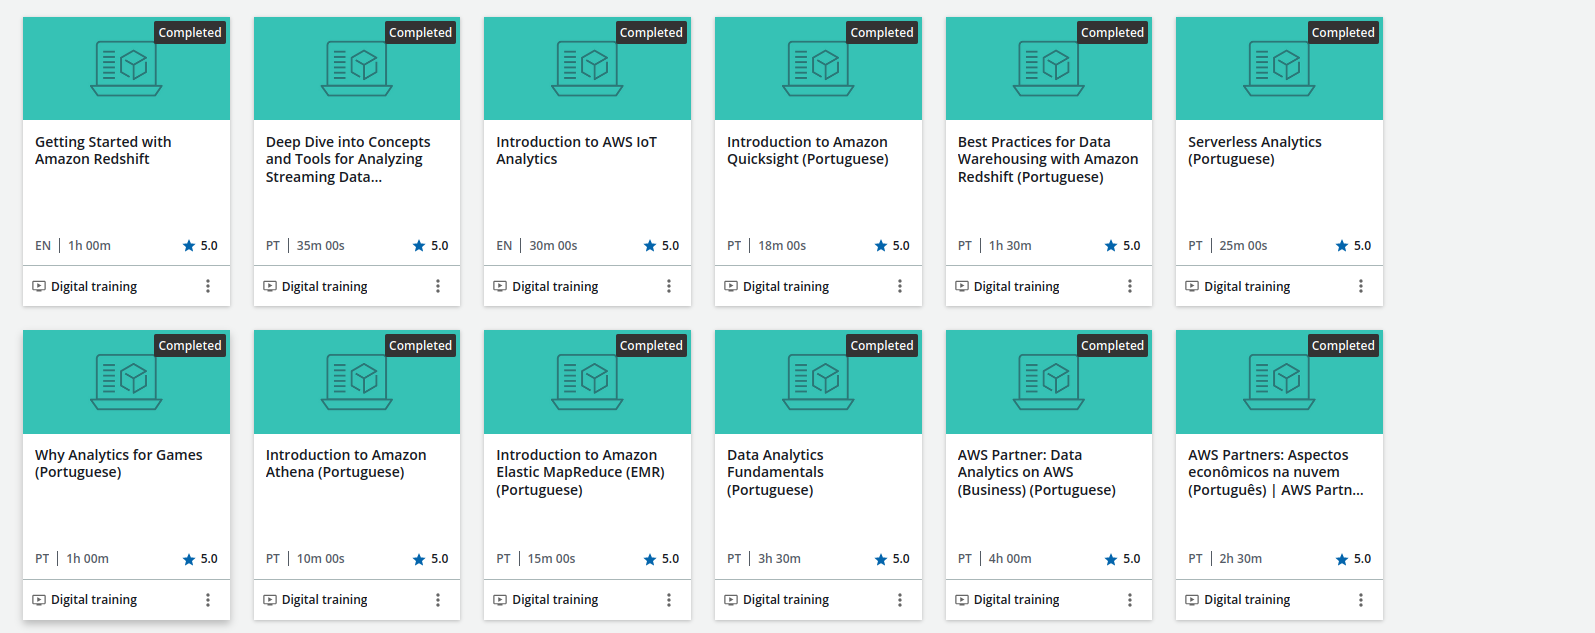 Completed
Getting Started with
Amazon Redshift
EN | 1h 00m ★ 5.0
Digital training
Completed
Deep Dive into Concepts
and Tools for Analyzing
Streaming Data...
PT | 35m 00s ★ 5.0
Digital training
Completed
Introduction to AWS IoT
Analytics
EN | 30m 00s ★ 5.0
Digital training
Completed
Introduction to Amazon
Quicksight (Portuguese)
PT | 18m 00s ★ 5.0
Digital training
Completed
Best Practices for Data
Warehousing with Amazon
Redshift (Portuguese)
PT | 1h 30m ★ 5.0
Digital training
Completed
Serverless Analytics
(Portuguese)
PT | 25m 00s ★ 5.0
Digital training
Completed
Why Analytics for Games
(Portuguese)
PT | 1h 00m ★ 5.0
Digital training
Completed
Introduction to Amazon
Athena (Portuguese)
PT | 10m 00s ★ 5.0
Digital training
Completed
Introduction to Amazon
Elastic MapReduce (EMR)
(Portuguese)
PT | 15m 00s ★ 5.0
Digital training
Completed
Data Analytics
Fundamentals
(Portuguese)
PT | 3h 30m ★ 5.0
Digital training
Completed
AWS Partner: Data
Analytics on AWS
(Business) (Portuguese)
PT | 4h 00m ★ 5.0
Digital training
Completed
AWS Partners: Aspectos
econômicos na nuvem
(Português) | AWS Partn...
PT | 2h 30m ★ 5.0
Digital training